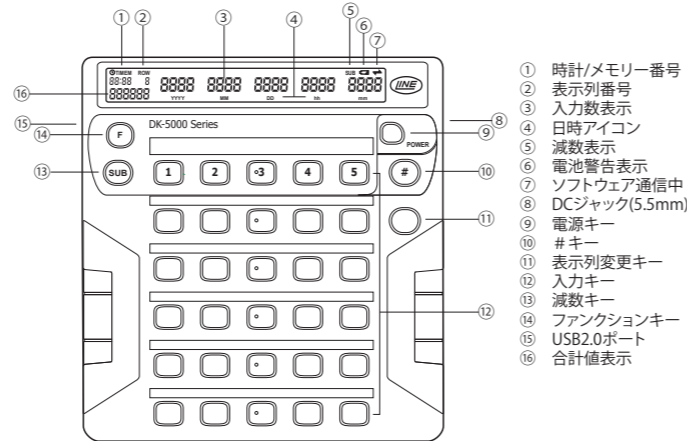 ① ② ③ ④ ⑤ ⑥ ⑦
TIMEM ROW SUB
88:88 8 8888 8888 8888 8888 8888
888888 YYYY MM DD hh mm
LINE
⑯
⑮
⑭
⑬
F
SUB
DK-5000 Series
POWER
1 2 3 4 5 #
⑧
⑨
⑩
⑪
⑫
① 時計/メモリー番号
② 表示列番号
③ 入力数表示
④ 日時アイコン
⑤ 減数表示
⑥ 電池警告表示
⑦ ソフトウェア通信中
⑧ DCジャック(5.5mm)
⑨ 電源キー
⑩ #キー
⑪ 表示列変更キー
⑫ 入力キー
⑬ 減数キー
⑭ ファンクションキー
⑮ USB2.0ポート
⑯ 合計値表示